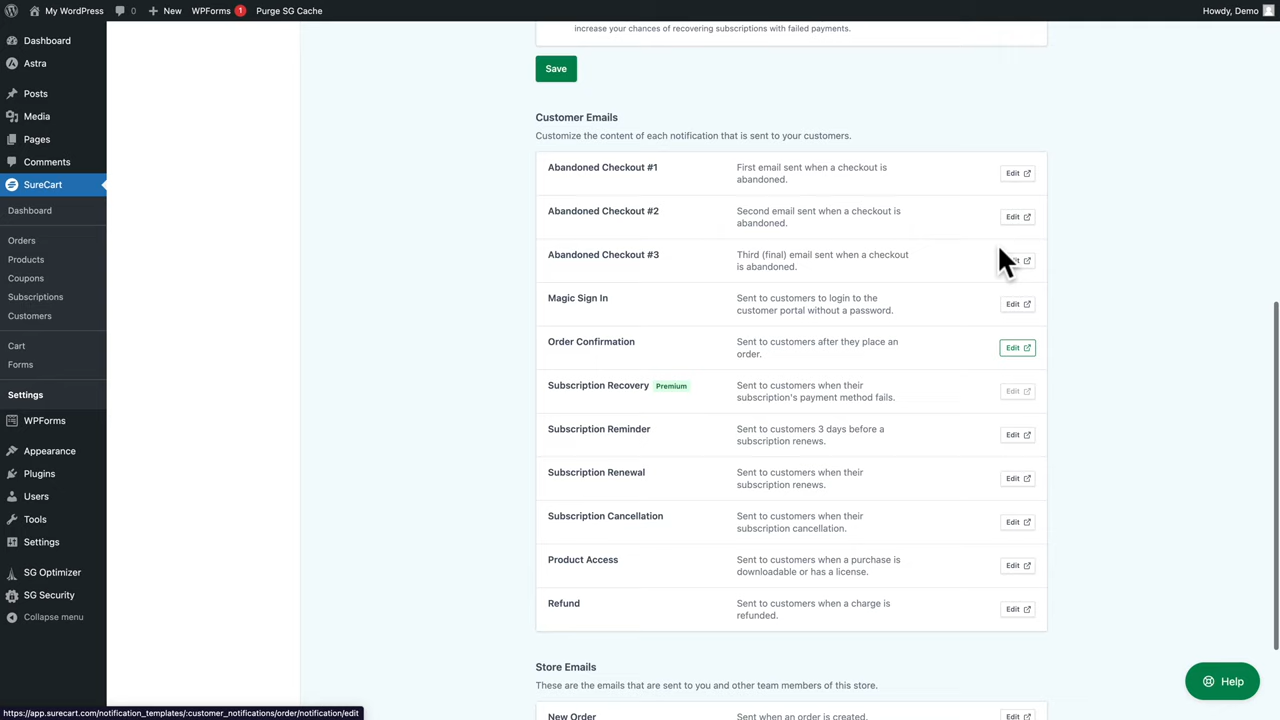 My WordPress
0
New
WPForms 1
Purge SG Cache
Howdy, Demo
Dashboard
Astra
Posts
Media
Pages
Comments
SureCart
Dashboard
Orders
Products
Coupons
Subscriptions
Customers
Cart
Forms
Settings
WPForms
Appearance
Plugins
Users
Tools
Settings
SG Optimizer
SG Security
Collapse menu
increase your chances of recovering subscriptions with failed payments.
Save
Customer Emails
Customize the content of each notification that is sent to your customers.
Abandoned Checkout #1
First email sent when a checkout is
abandoned.
Edit
Abandoned Checkout #2
Second email sent when a checkout is
abandoned.
Edit
Abandoned Checkout #3
Third (final) email sent when a checkout
is abandoned.
Magic Sign In
Sent to customers to login to the
customer portal without a password.
Edit
Order Confirmation
Sent to customers after they place an
order.
Edit
Subscription Recovery Premium
Sent to customers when their
subscription's payment method fails.
Edit
Subscription Reminder
Sent to customers 3 days before a
subscription renews.
Edit
Subscription Renewal
Sent to customers when their
subscription renews.
Edit
Subscription Cancellation
Sent to customers when their
subscription cancellation.
Edit
Product Access
Sent to customers when a purchase is
downloadable or has a license.
Edit
Refund
Sent to customers when a charge is
refunded.
Edit
Store Emails
These are the emails that are sent to you and other team members of this store.
New Order
Sent when an order is created.
Edit
Help
https://app.surecart.com/notification_templates/:customer_notifications/order/notification/edit